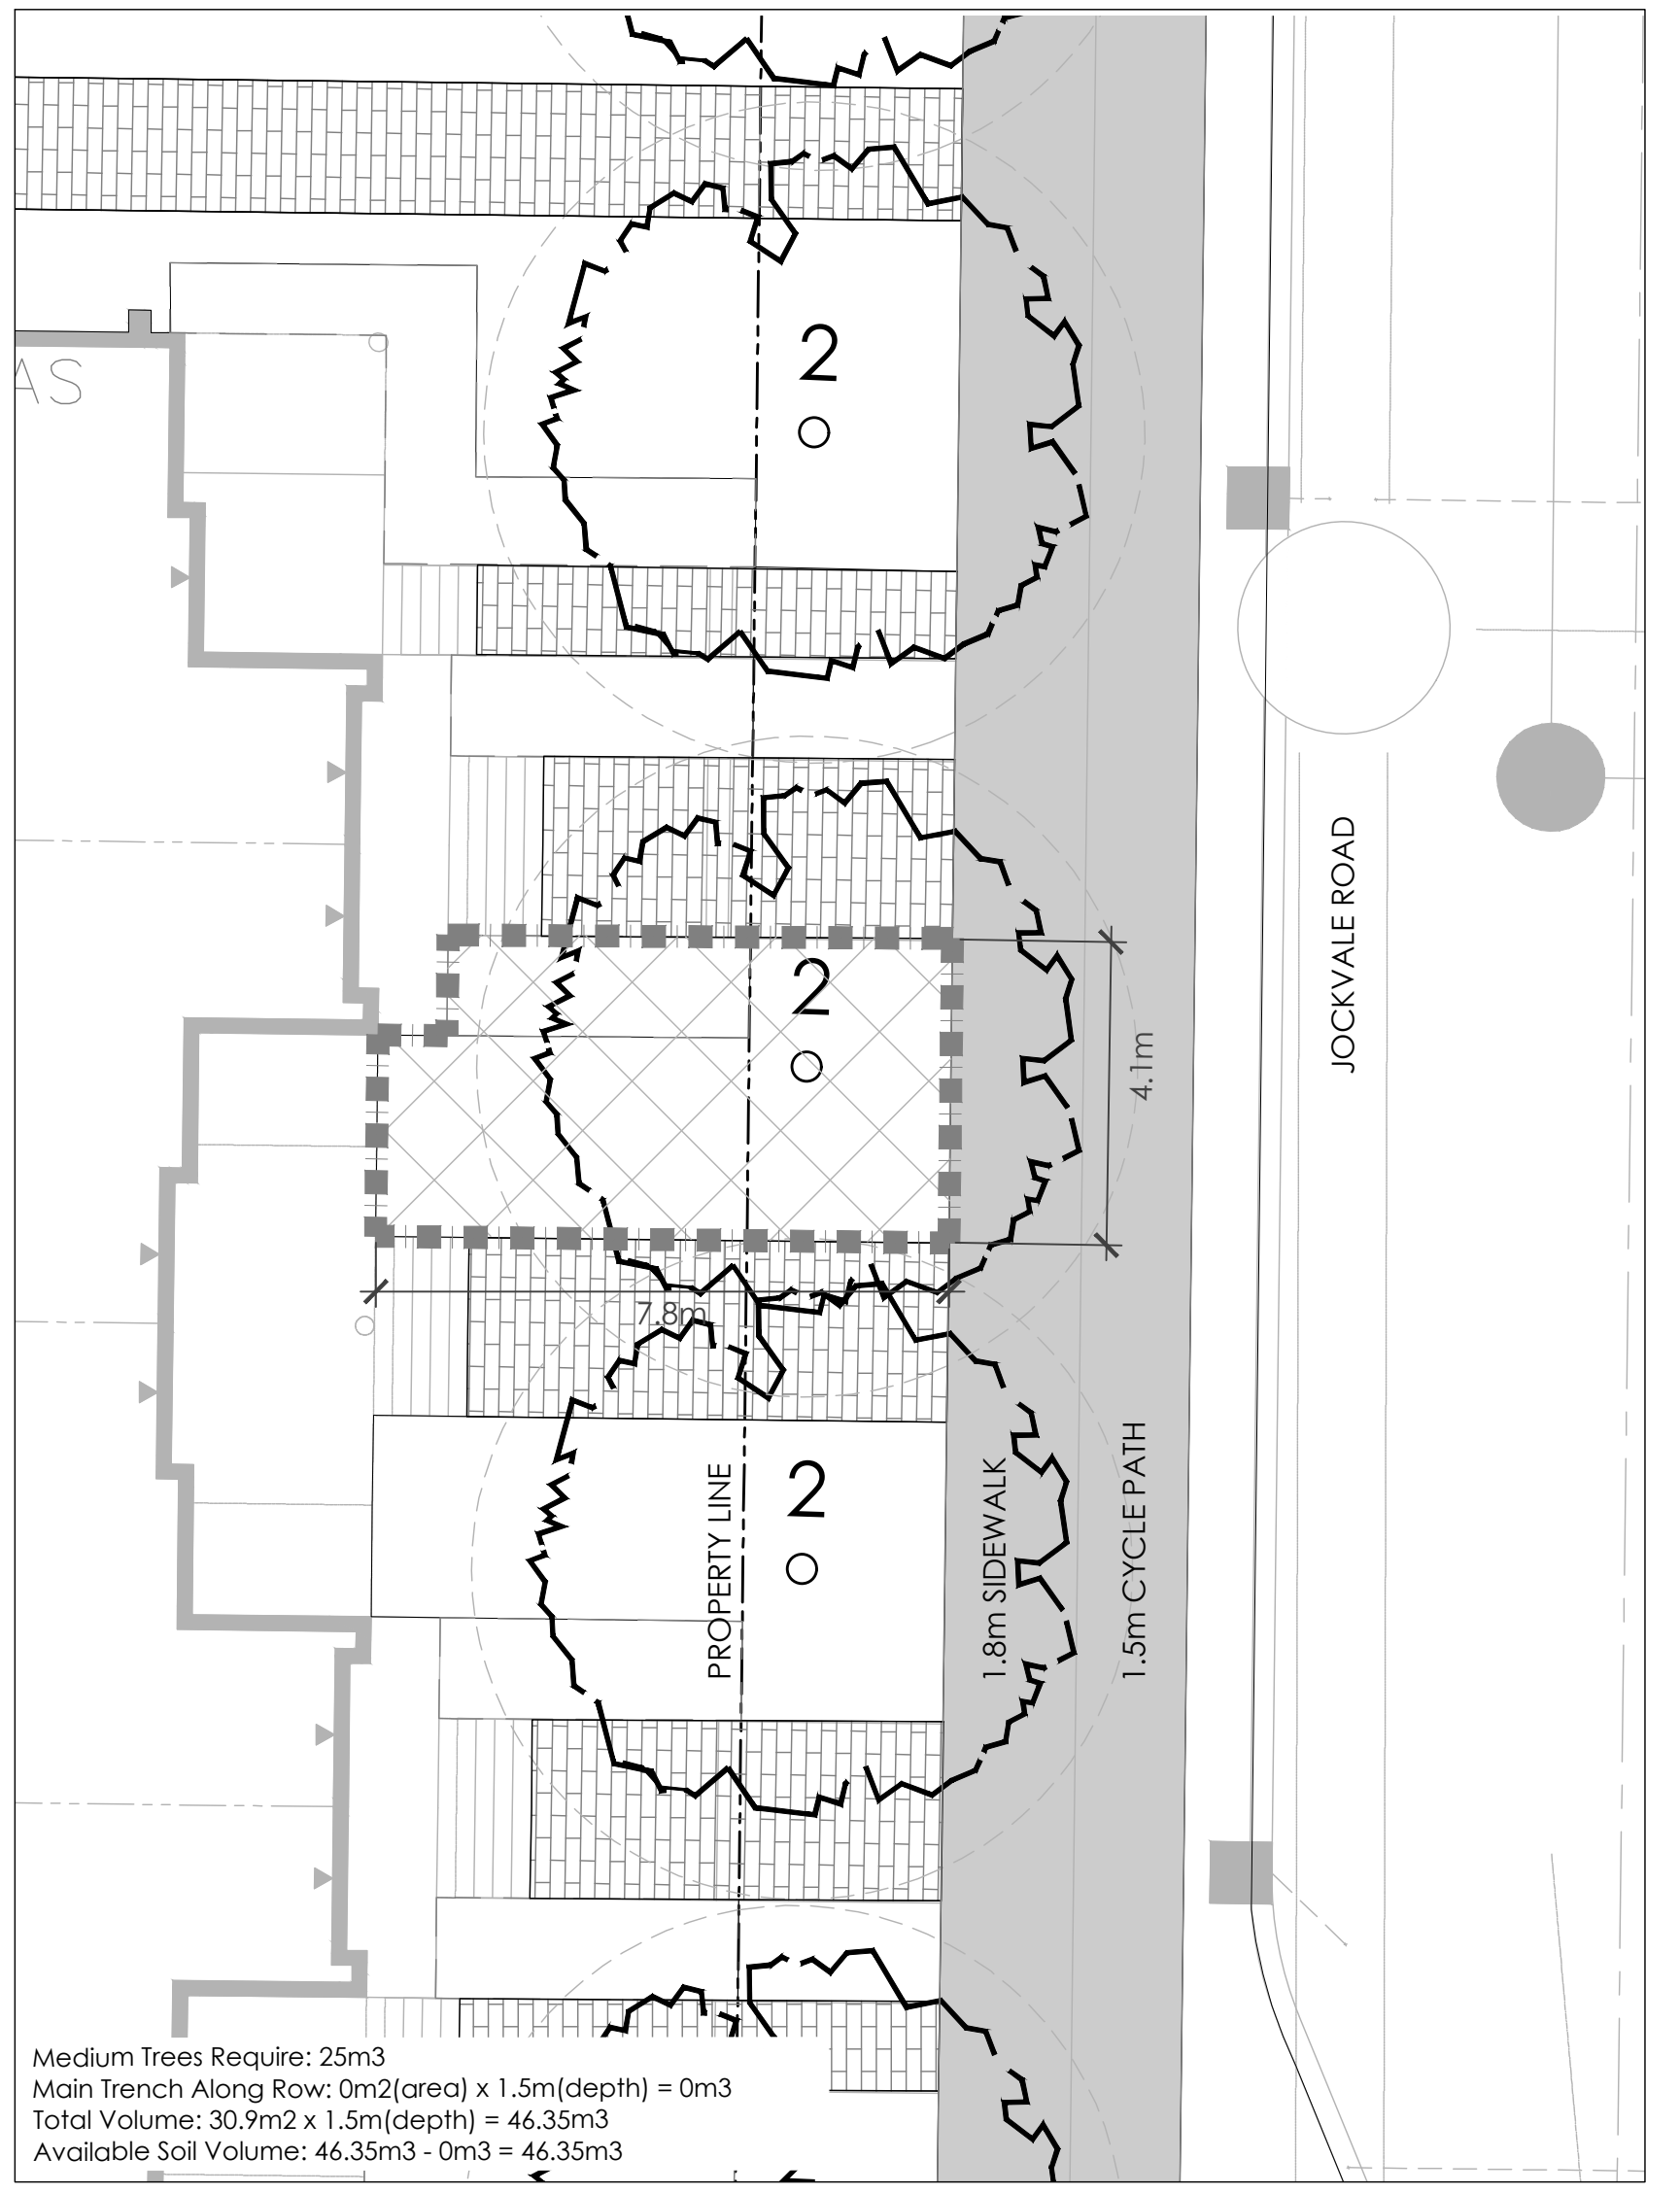 2
AS
2
4.1m
JOCKVALE ROAD
7.8m
2
PROPERTY LINE
1.8m SIDEWALK
1.5m CYCLE PATH
Medium Trees Require: 25m3
Main Trench Along Row: 0m2(area) x 1.5m(depth) = 0m3
Total Volume: 30.9m2 x 1.5m(depth) = 46.35m3
Available Soil Volume: 46.35m3 - 0m3 = 46.35m3